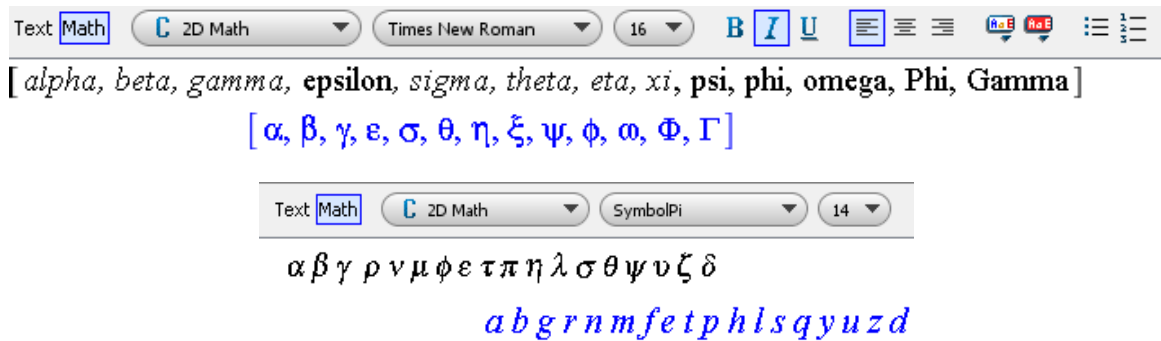 Text Math C 2D Math Times New Roman 16 B I U
[ alpha, beta, gamma, epsilon, sigma, theta, eta, xi, psi, phi, omega, Phi, Gamma ]
[ α, β, γ, ε, σ, θ, η, ξ, ψ, ϕ, ω, Φ, Γ ]
Text Math C 2D Math SymbolPi 14
α β γ ρ ν μ ϕ ε τ π η λ σ θ ψ υ ζ δ
a b g r n m f e t p h l s q y u z d